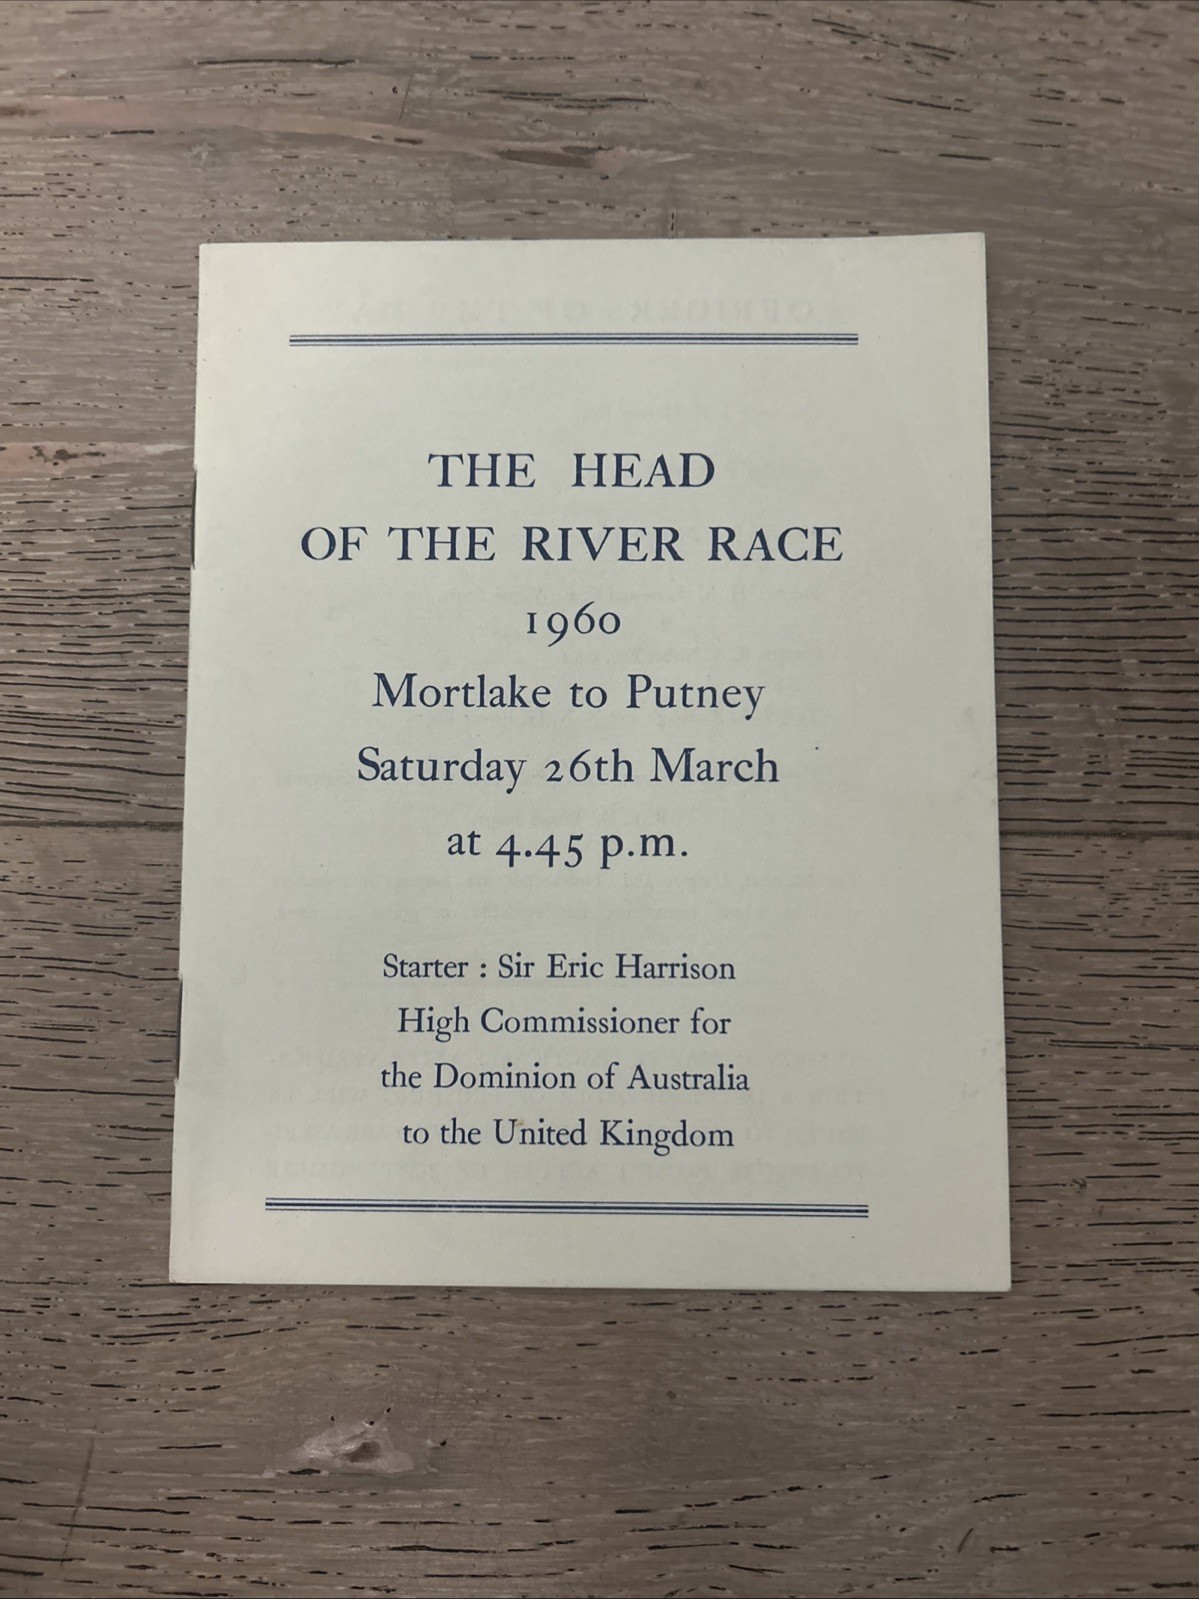 THE HEAD
OF THE RIVER RACE
1960
Mortlake to Putney
Saturday 26th March
at 4.45 p.m.
Starter : Sir Eric Harrison
High Commissioner for
the Dominion of Australia
to the United Kingdom